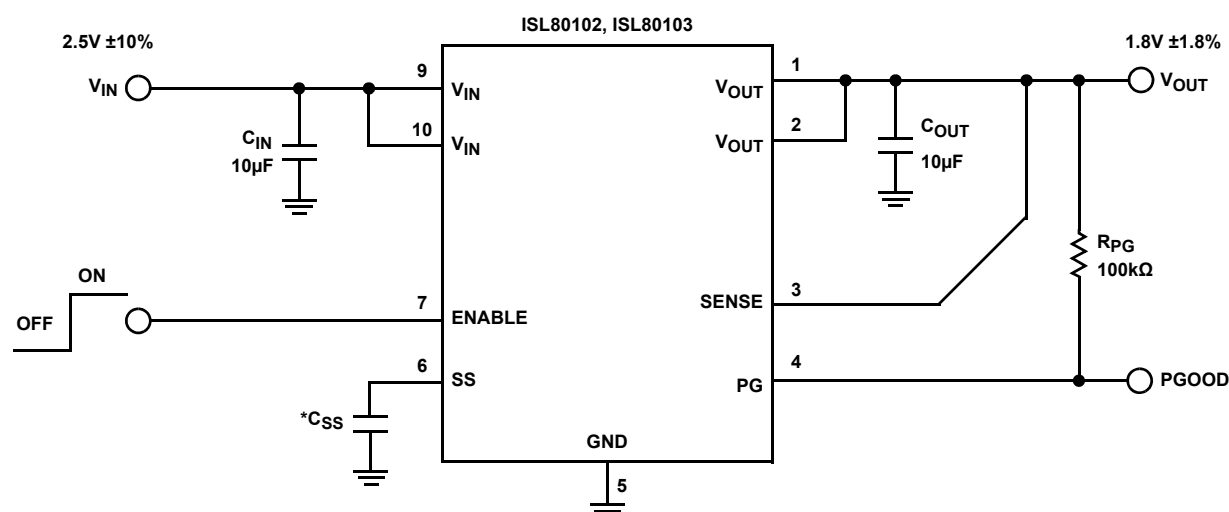 ISL80102, ISL80103
2.5V ±10%
1.8V ±1.8%
VIN
9
VIN
1
VOUT
VOUT
CIN
10µF
10
VIN
2
VOUT
COUT
10µF
RPG
100kΩ
ON
OFF
7
ENABLE
3
SENSE
6
SS
4
PG
PGOOD
*CSS
GND
5